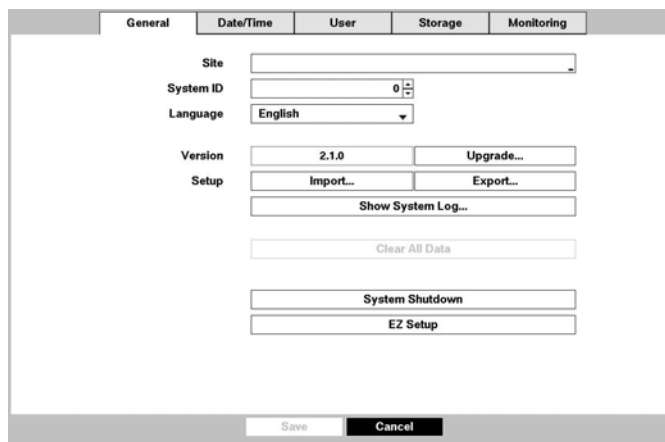 General Date/Time User Storage Monitoring
Site
System ID 0
Language English
Version 2.1.0 Upgrade...
Setup Import... Export...
Show System Log...
Clear All Data
System Shutdown
EZ Setup
Save Cancel